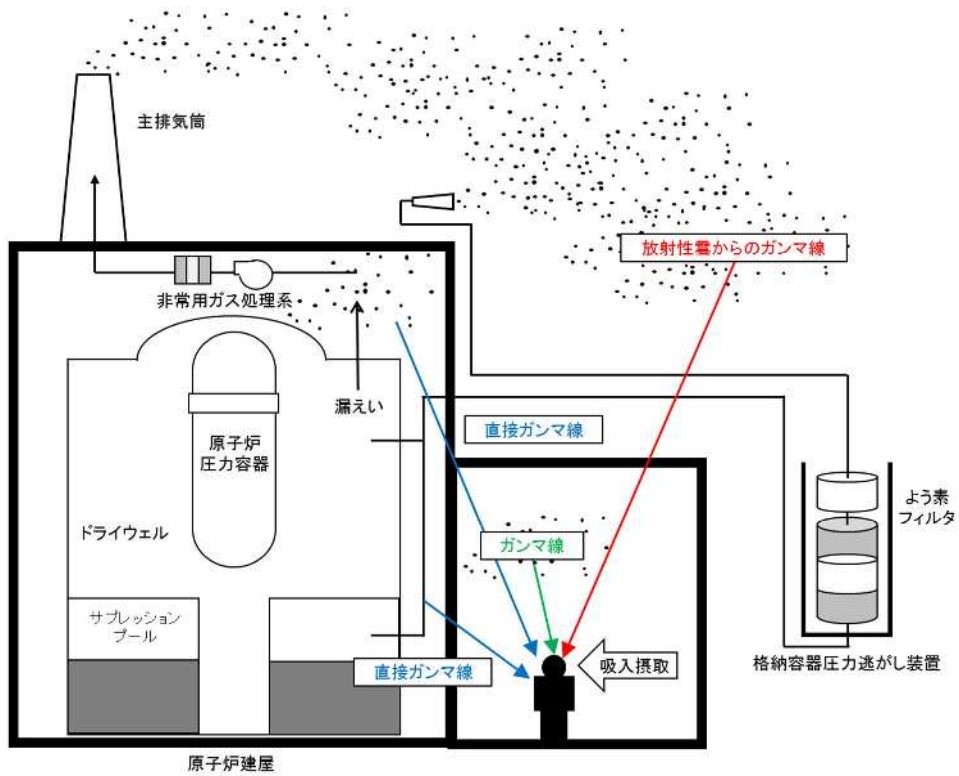 主排気筒
放射性雲からのガンマ線
非常用ガス処理系
漏えい
直接ガンマ線
原子炉
圧力容器
よう素
フィルタ
ドライウェル
ガンマ線
サプレッション
プール
直接ガンマ線
吸入摂取
格納容器圧力逃がし装置
原子炉建屋